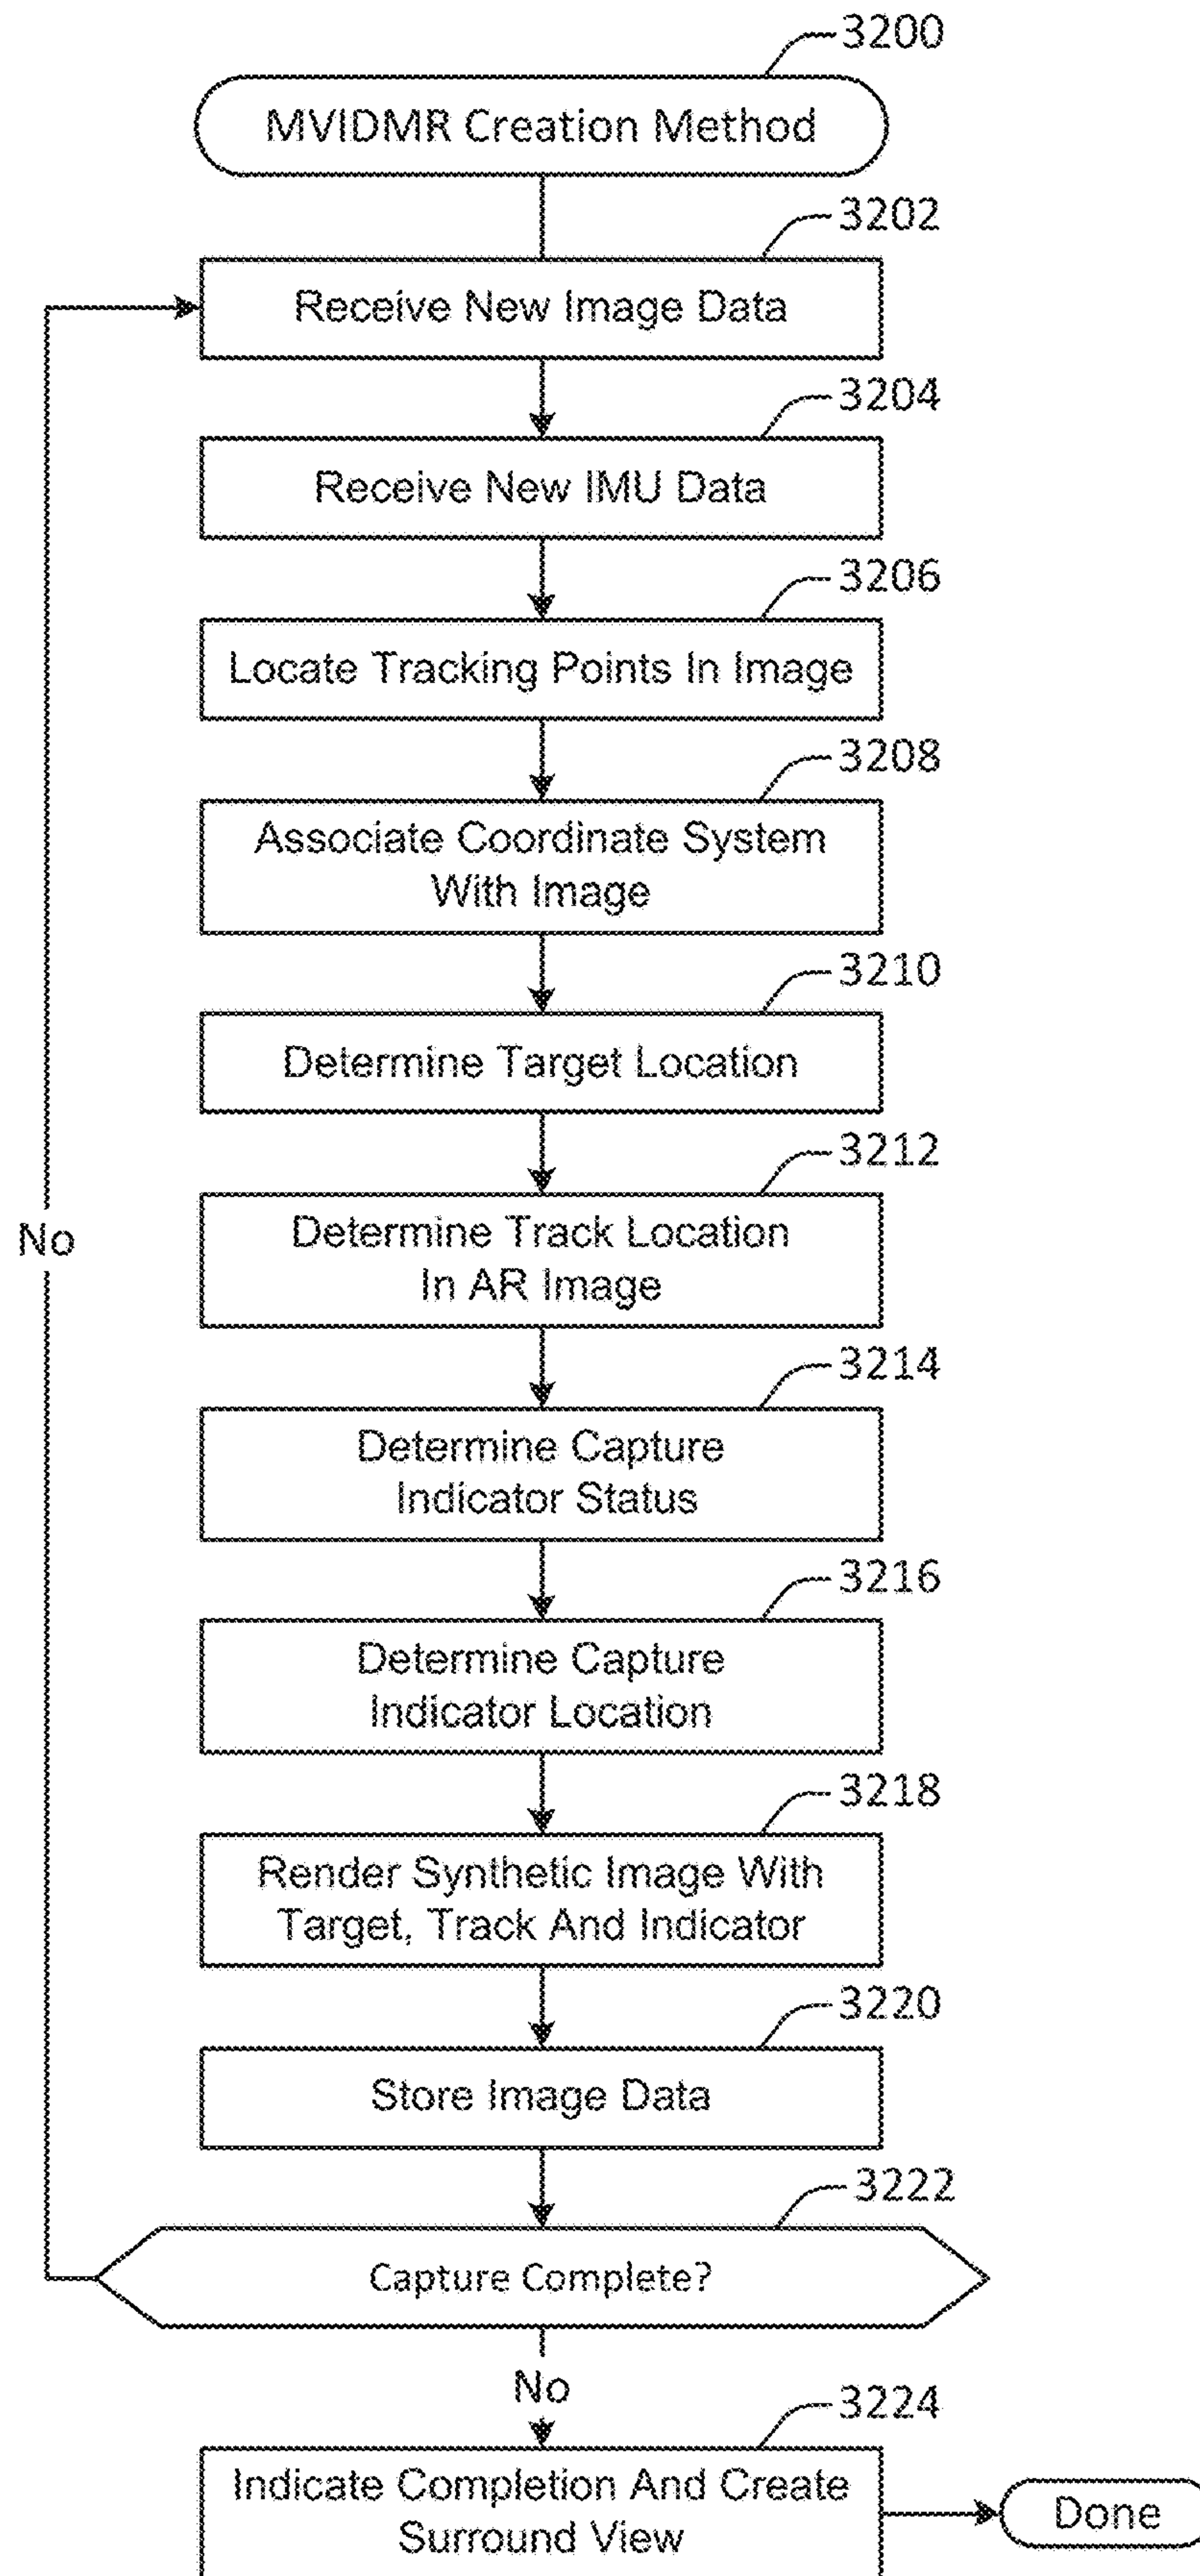 3200
MVIDMR Creation Method
3202
Receive New Image Data
3204
Receive New IMU Data
3206
Locate Tracking Points In Image
3208
Associate Coordinate System
With Image
3210
Determine Target Location
3212
Determine Track Location
In AR Image
No
3214
Determine Capture
Indicator Status
3216
Determine Capture
Indicator Location
3218
Render Synthetic Image With
Target, Track And Indicator
3220
Store Image Data
3222
Capture Complete?
No
3224
Indicate Completion And Create
Surround View
Done